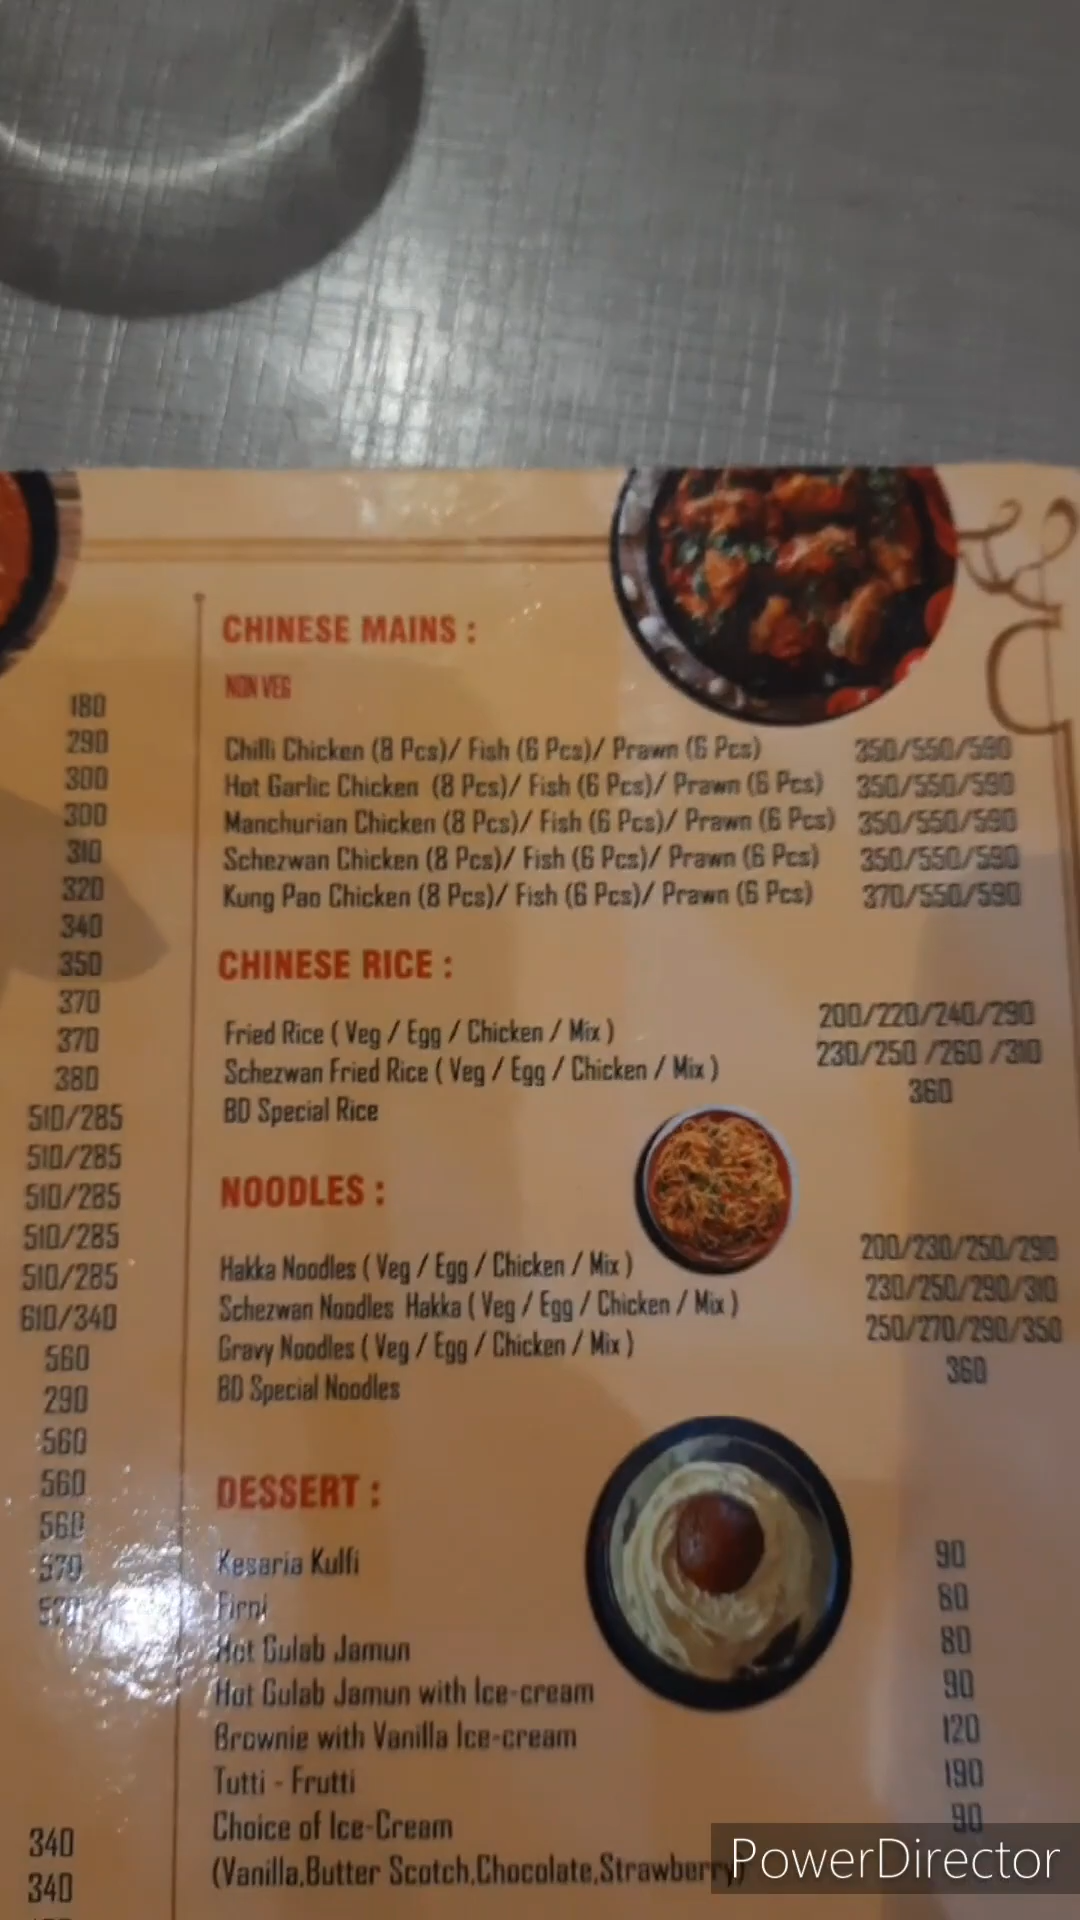 180
290
300
300
310
320
340
350
370
370
380
510/285
510/285
510/285
510/285
510/285
610/340
560
290
560
560
560
570
340
340
CHINESE MAINS :
NON VEG
Chilli Chicken (8 Pcs)/ Fish (6 Pcs)/ Prawn (6 Pcs) 350/550/590
Hot Garlic Chicken (8 Pcs)/ Fish (6 Pcs)/ Prawn (6 Pcs) 350/550/590
Manchurian Chicken (8 Pcs)/ Fish (6 Pcs)/ Prawn (6 Pcs) 350/550/590
Schezwan Chicken (8 Pcs)/ Fish (6 Pcs)/ Prawn (6 Pcs) 350/550/590
Kung Pao Chicken (8 Pcs)/ Fish (6 Pcs)/ Prawn (6 Pcs) 370/550/590
CHINESE RICE :
Fried Rice ( Veg / Egg / Chicken / Mix ) 200/220/240/290
Schezwan Fried Rice ( Veg / Egg / Chicken / Mix ) 230/250 /260 /310
BD Special Rice 360
NOODLES :
Hakka Noodles ( Veg / Egg / Chicken / Mix ) 200/230/250/290
Schezwan Noodles Hakka ( Veg / Egg / Chicken / Mix ) 230/250/290/310
Gravy Noodles ( Veg / Egg / Chicken / Mix ) 250/270/290/350
BD Special Noodles 360
DESSERT :
Kesaria Kulfi 90
Firni 80
Hot Gulab Jamun 80
Hot Gulab Jamun with Ice-cream 90
Brownie with Vanilla Ice-cream 120
Tutti - Frutti 190
Choice of Ice-Cream 90
(Vanilla,Butter Scotch,Chocolate,Strawberry)
PowerDirector